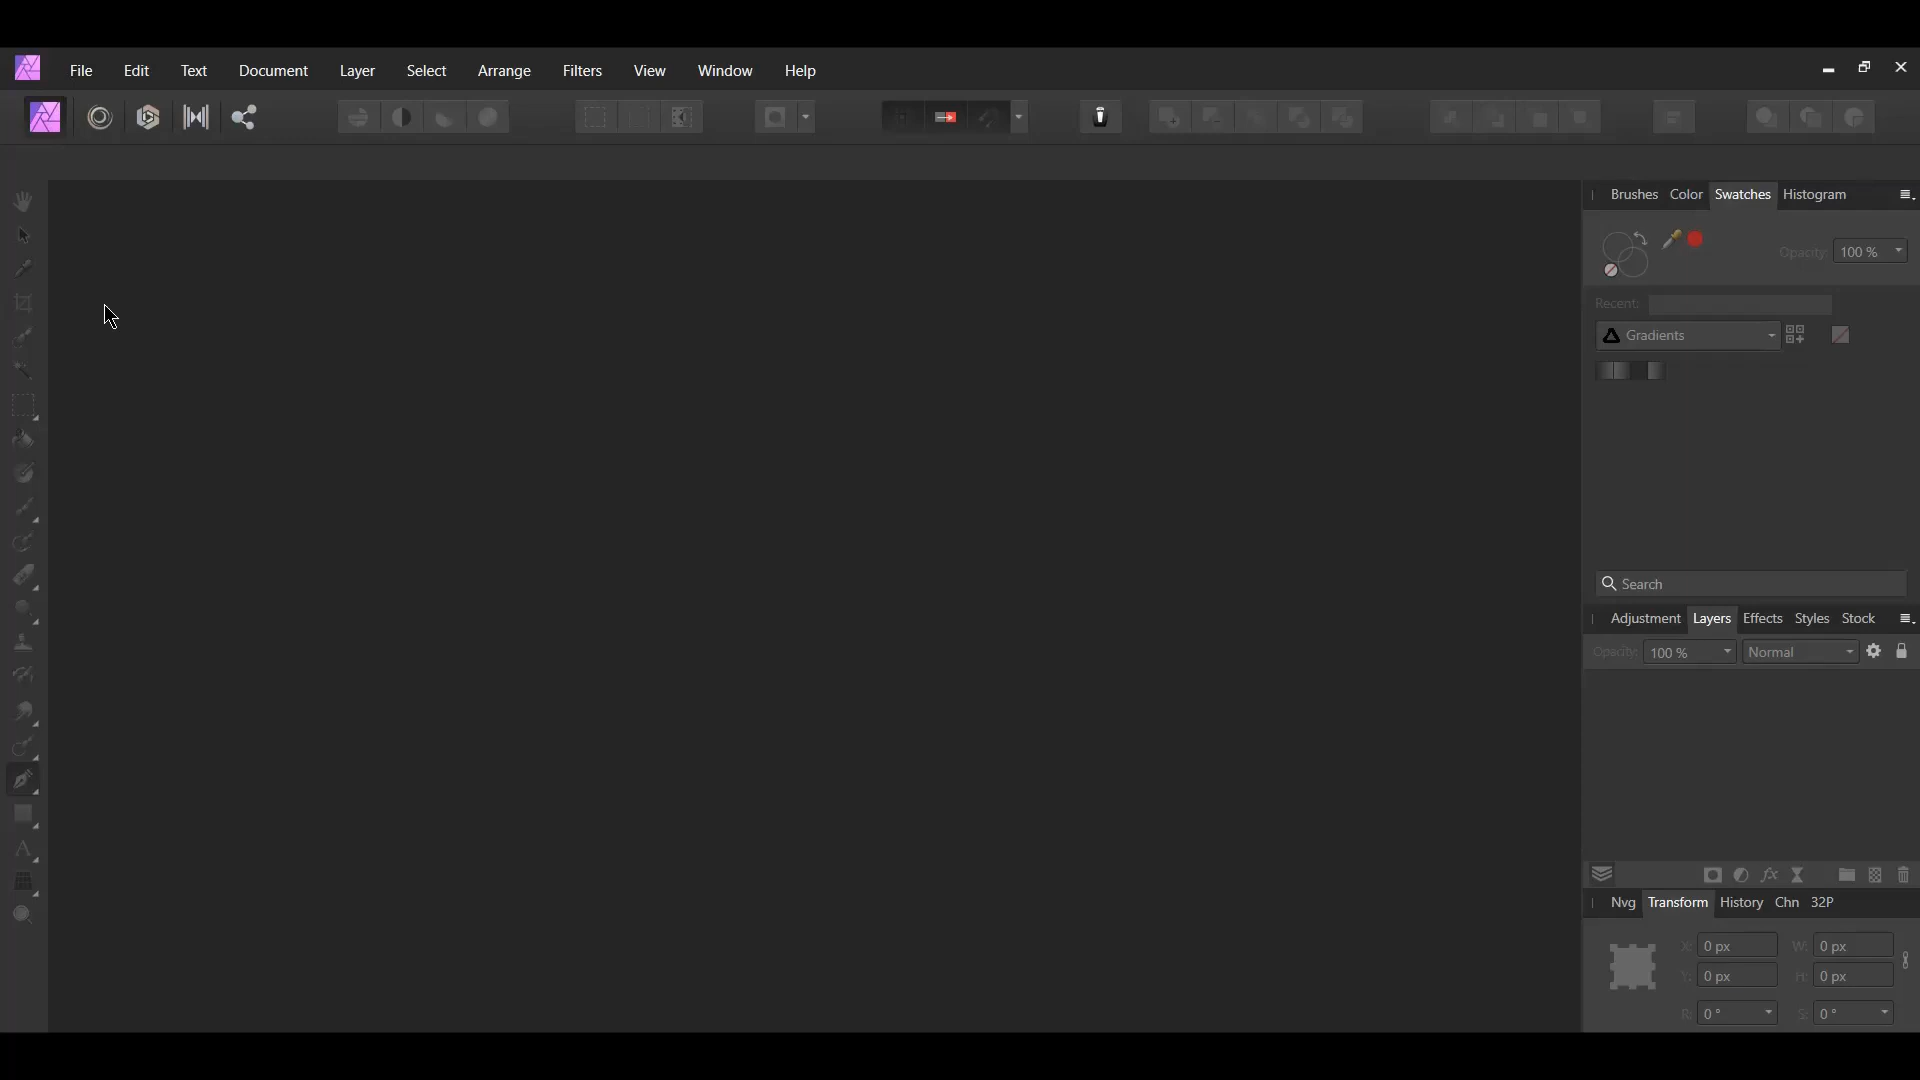 File Edit Text Document Layer Select Arrange Filters View Window Help
Brushes Color Swatches Histogram
Opacity: 100 %
Recent:
Gradients
Search
Adjustment Layers Effects Styles Stock
Opacity: 100 % Normal
Nvg Transform History Chn 32P
X: 0 px W: 0 px
Y: 0 px H: 0 px
R: 0 ° S: 0 °